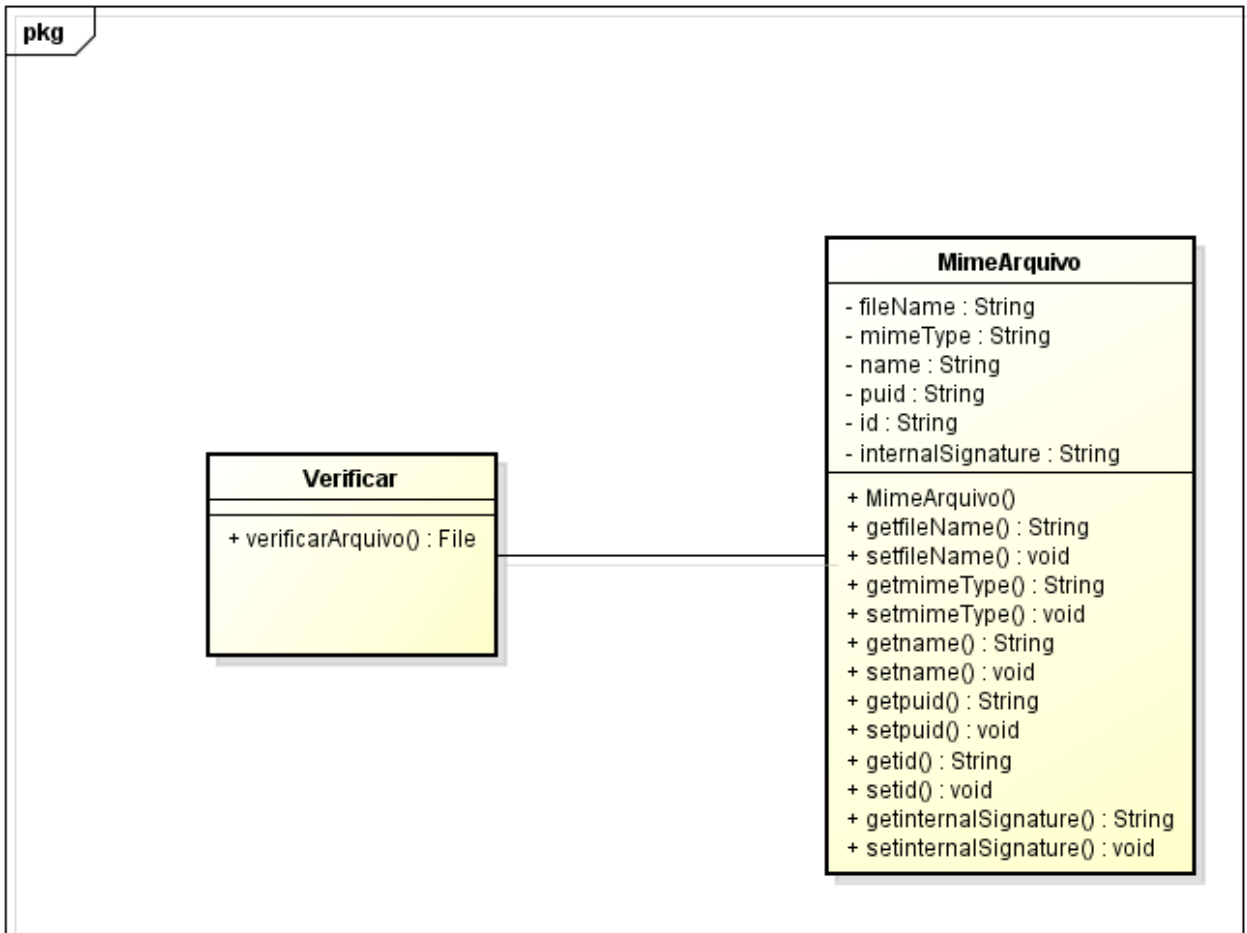 pkg
Verificar
+ verificarArquivo() : File
MimeArquivo
- fileName : String
- mimeType : String
- name : String
- puid : String
- id : String
- internalSignature : String
+ MimeArquivo()
+ getfileName() : String
+ setfileName() : void
+ getmimeType() : String
+ setmimeType() : void
+ getname() : String
+ setname() : void
+ getpuid() : String
+ setpuid() : void
+ getid() : String
+ setid() : void
+ getinternalSignature() : String
+ setinternalSignature() : void